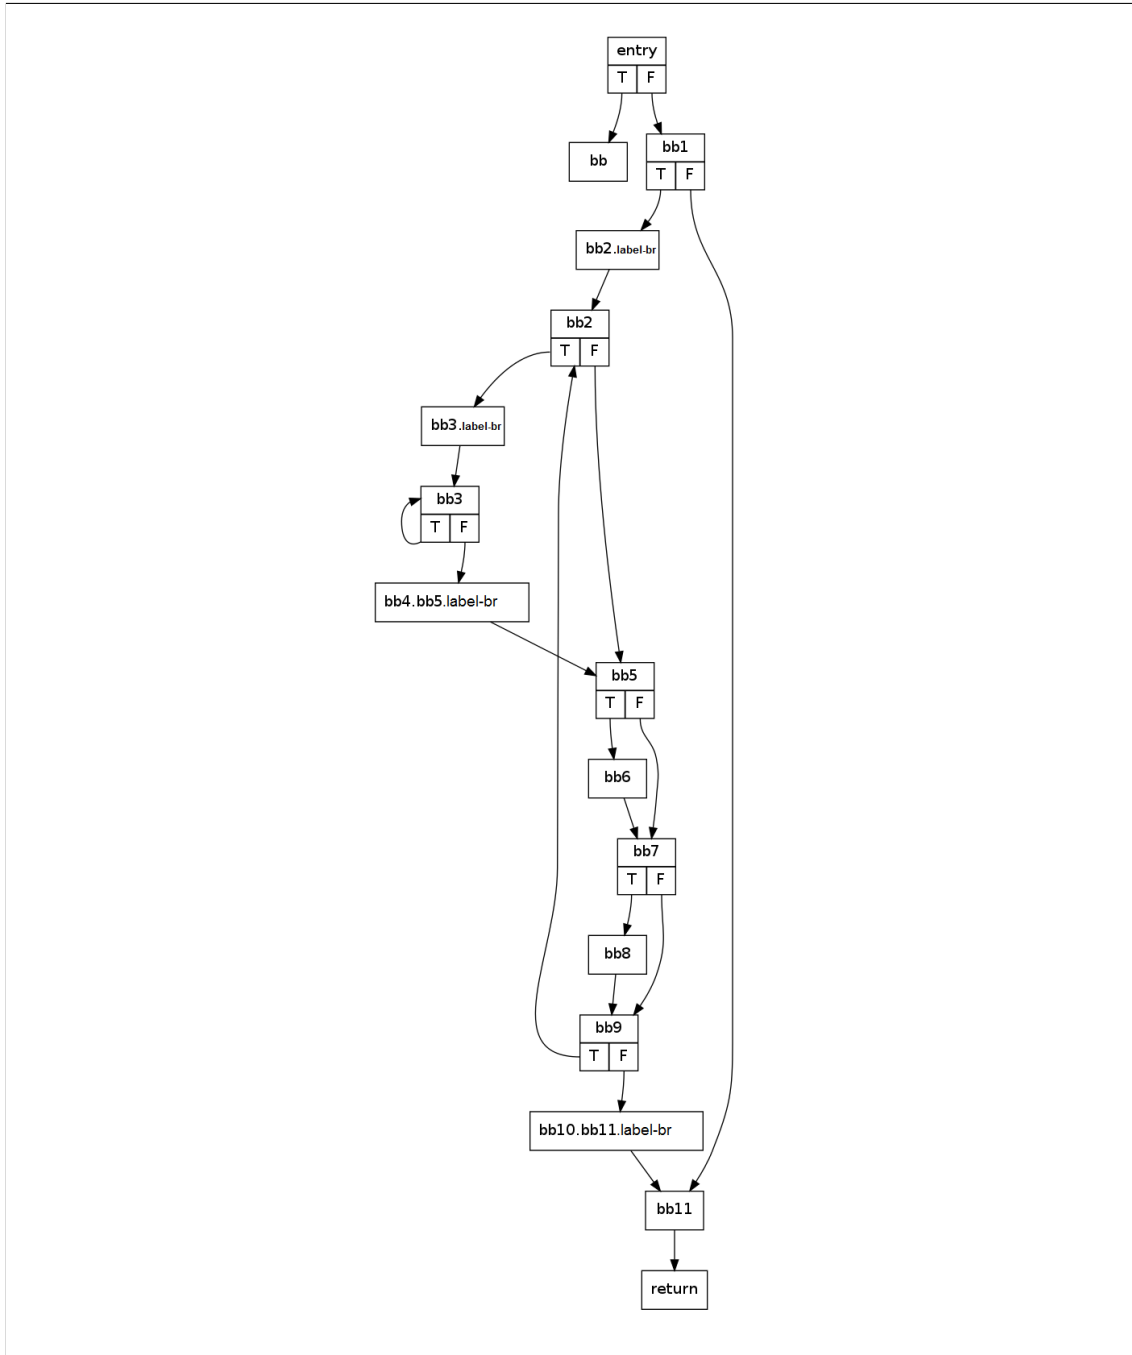 entry
T F
bb
bb1
T F
bb2.label-br
bb2
T F
bb3.label-br
bb3
T F
bb4.bb5.label-br
bb5
T F
bb6
bb7
T F
bb8
bb9
T F
bb10.bb11.label-br
bb11
return